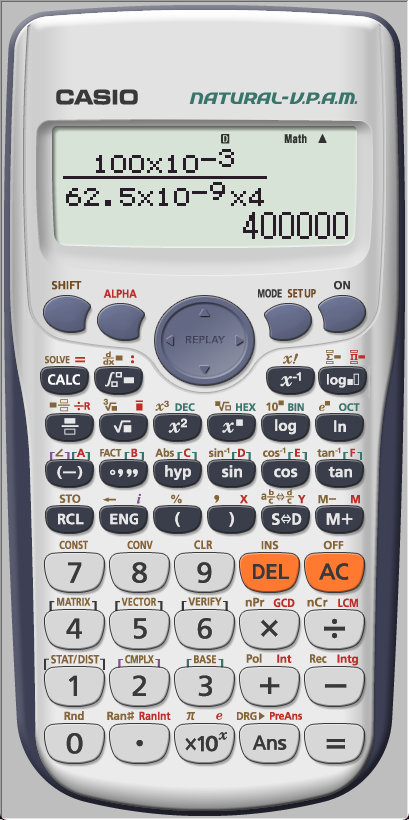 CASIO NATURAL-V.P.A.M.
D Math ▲
100×10⁻³
62.5×10⁻⁹×4
400000
SHIFT ALPHA MODE SETUP ON
REPLAY
SOLVE = d/dx■ : x! Σ■ Π■
CALC ∫■ x⁻¹ log■□
■÷R ³√■ x³ DEC ■√□ HEX 10■ BIN e■ OCT
√■ x² x■ log ln
∠ A FACT B Abs C sin⁻¹ D cos⁻¹ E tan⁻¹ F
(−) °’’’ hyp sin cos tan
STO ← i % , X a b/c⇔d/c Y M− M
RCL ENG ( ) S⇔D M+
CONST CONV CLR INS OFF
7 8 9 DEL AC
MATRIX VECTOR VERIFY nPr GCD nCr LCM
4 5 6 × ÷
STAT/DIST CMPLX BASE Pol Int Rec Intg
1 2 3 + −
Rnd Ran# RanInt π e DRG▶ PreAns
0 • ×10ˣ Ans =